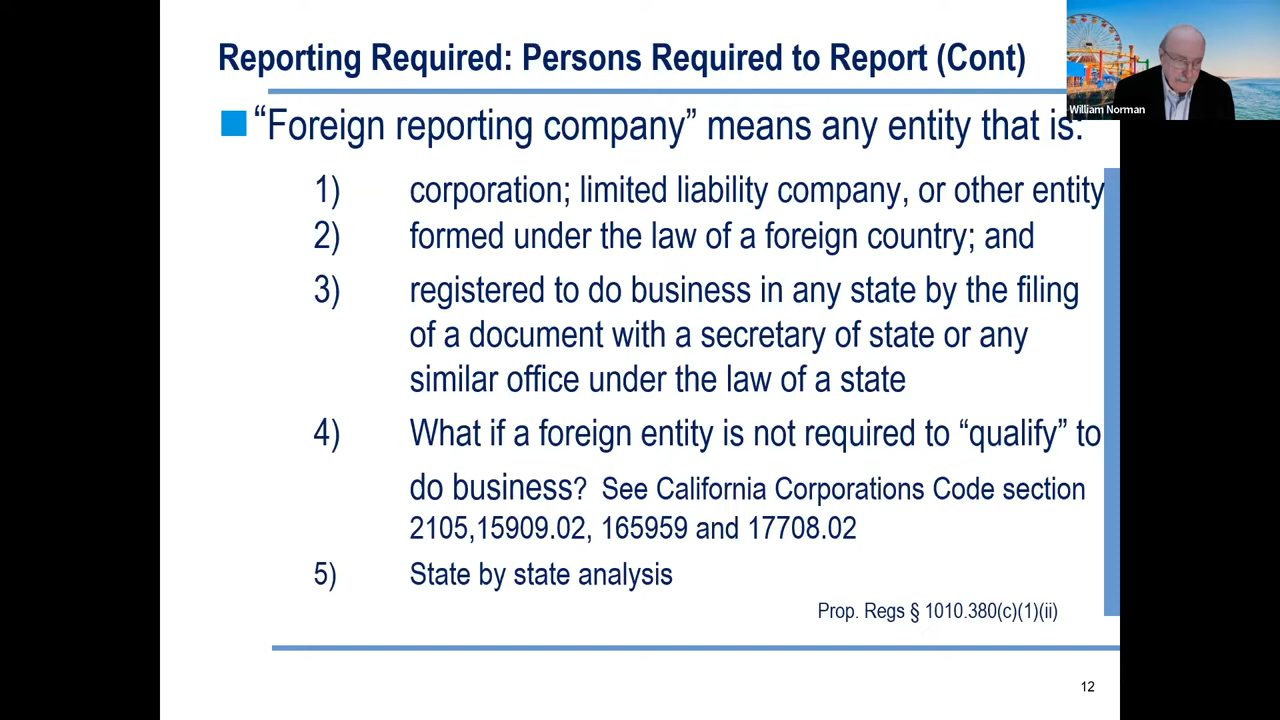 Reporting Required: Persons Required to Report (Cont)
William Norman
“Foreign reporting company” means any entity that is:
1) corporation; limited liability company, or other entity
2) formed under the law of a foreign country; and
3) registered to do business in any state by the filing
of a document with a secretary of state or any
similar office under the law of a state
4) What if a foreign entity is not required to “qualify” to
do business? See California Corporations Code section
2105,15909.02, 165959 and 17708.02
5) State by state analysis
Prop. Regs § 1010.380(c)(1)(ii)
12